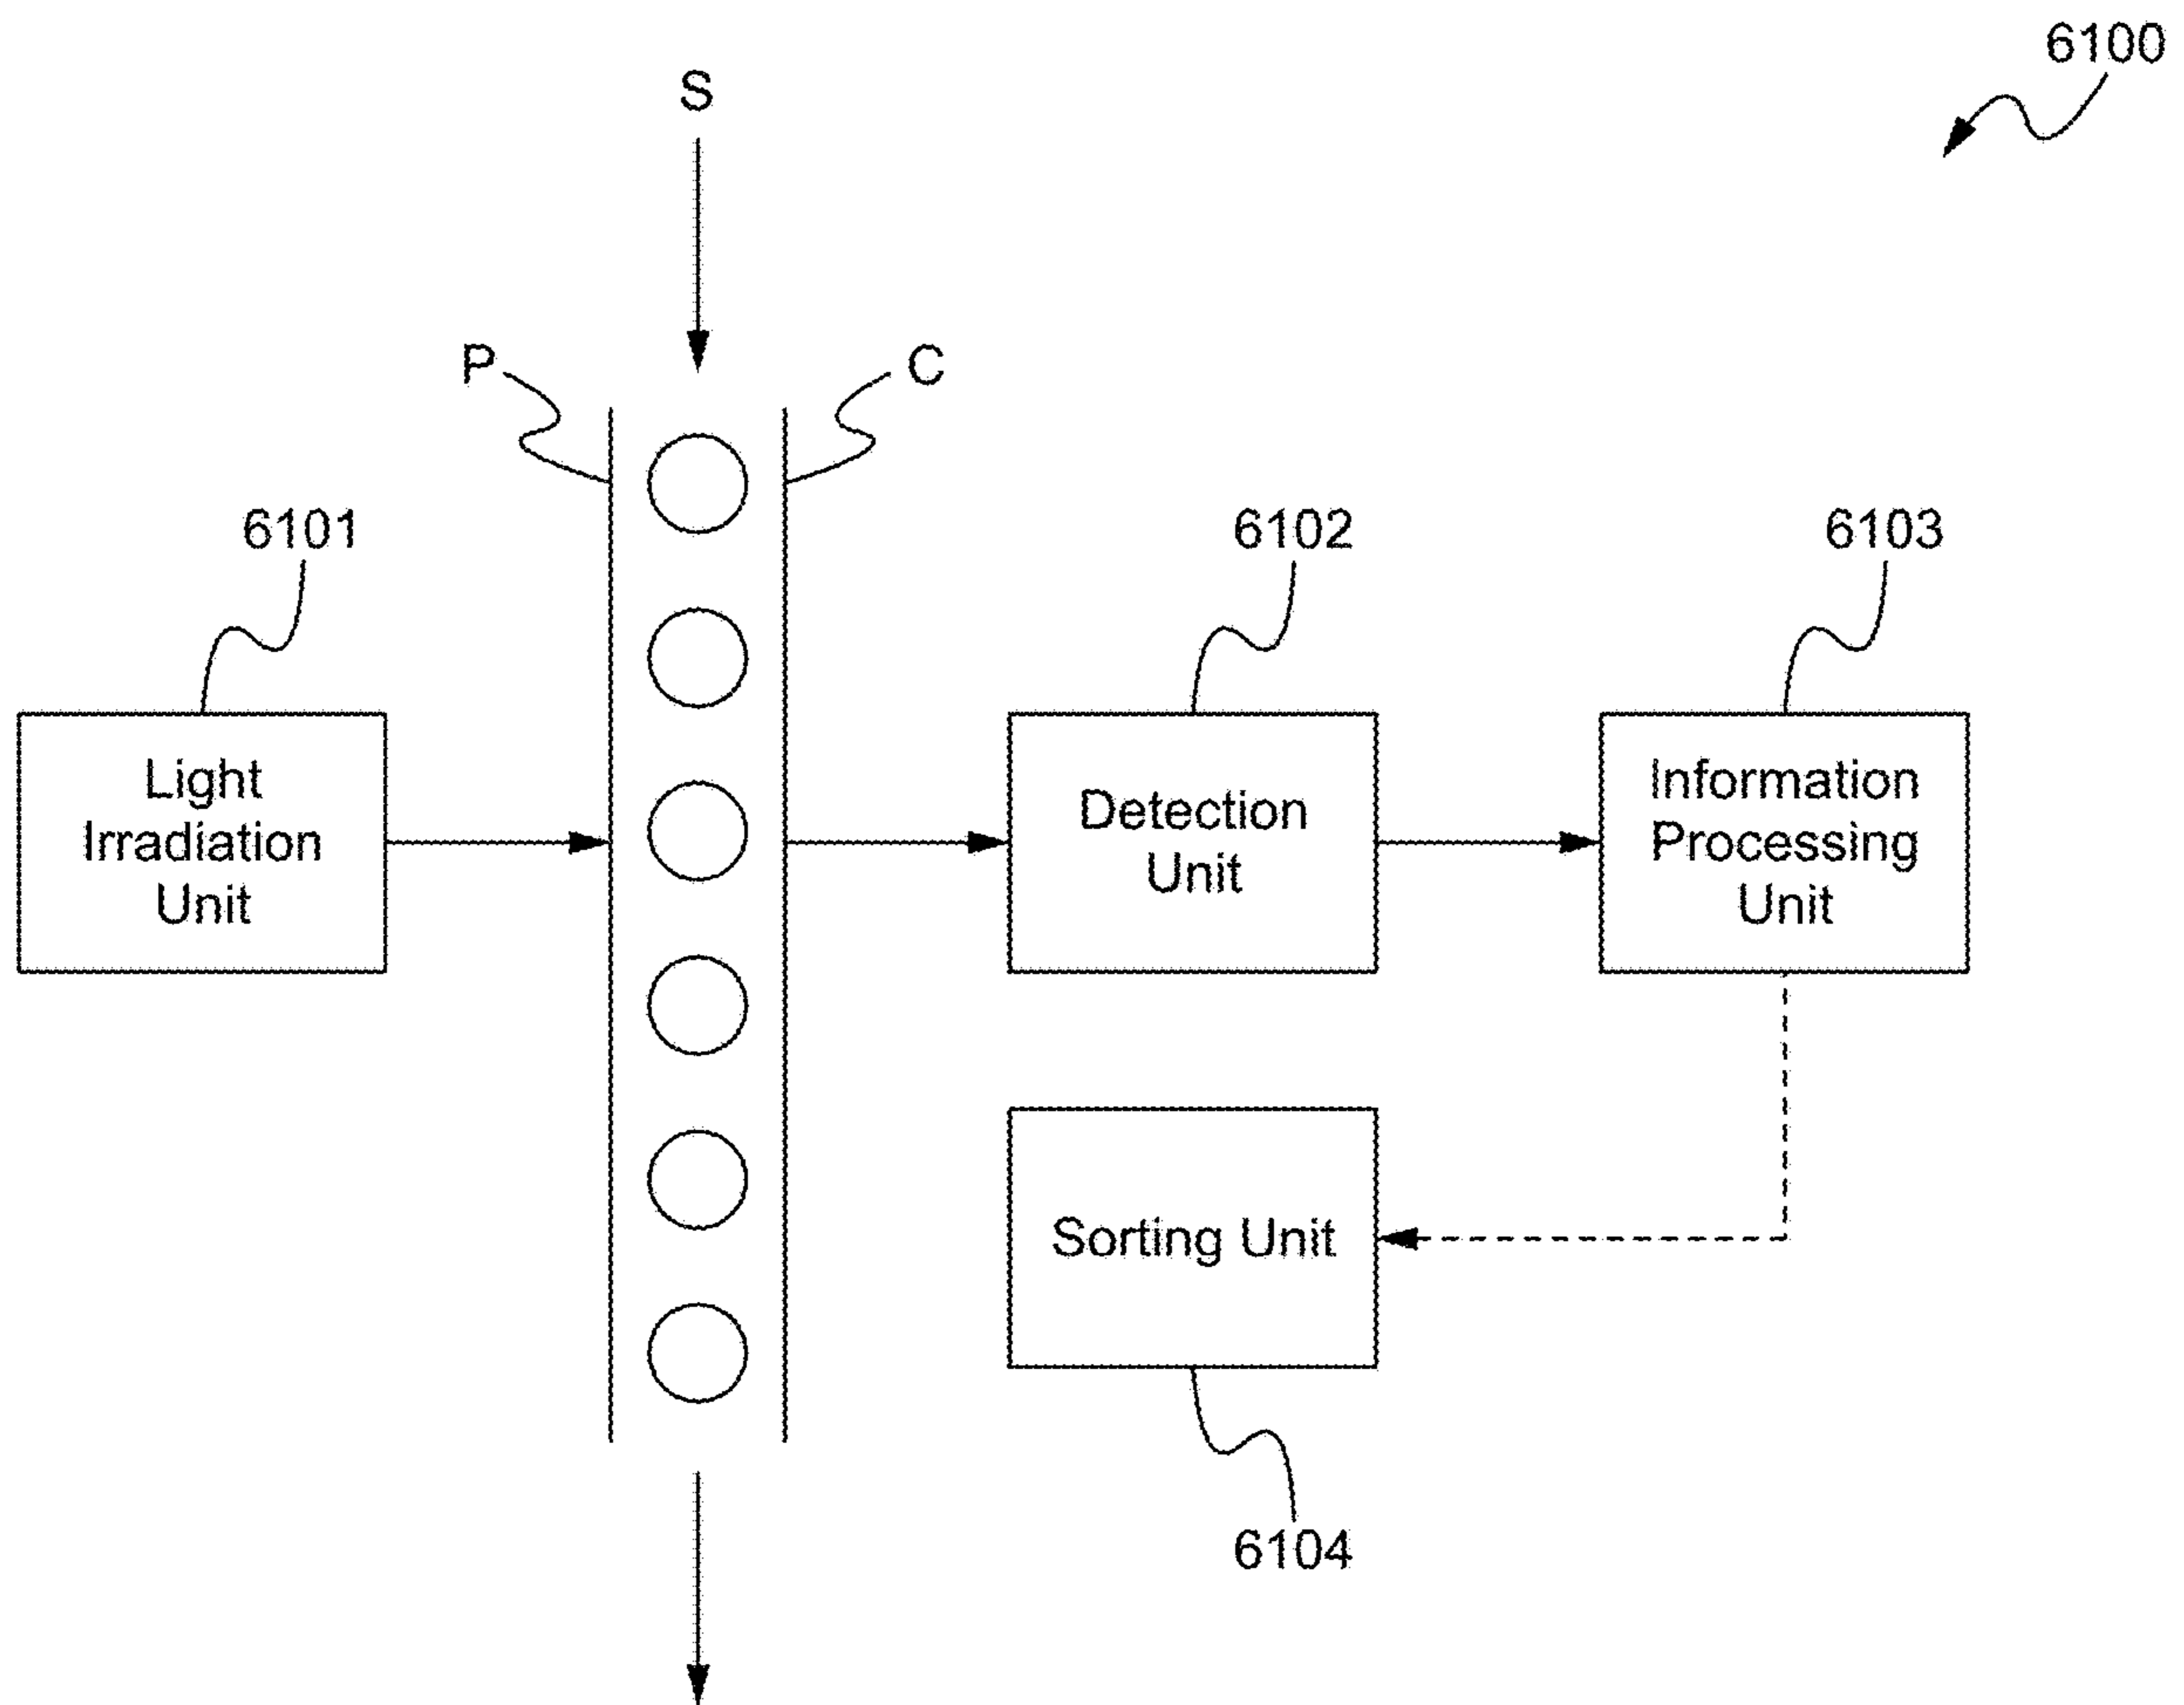 6100
S
P
C
6101
6102
6103
Light
Irradiation
Unit
Detection
Unit
Information
Processing
Unit
Sorting Unit
6104